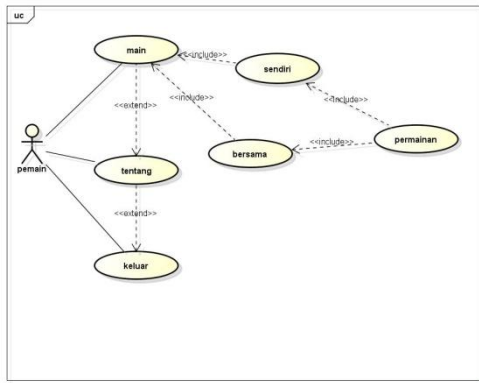 uc
main
<<include>>
sendiri
<<extend>>
<<include>>
<<include>>
permainan
<<include>>
bersama
pemain
tentang
<<extend>>
keluar